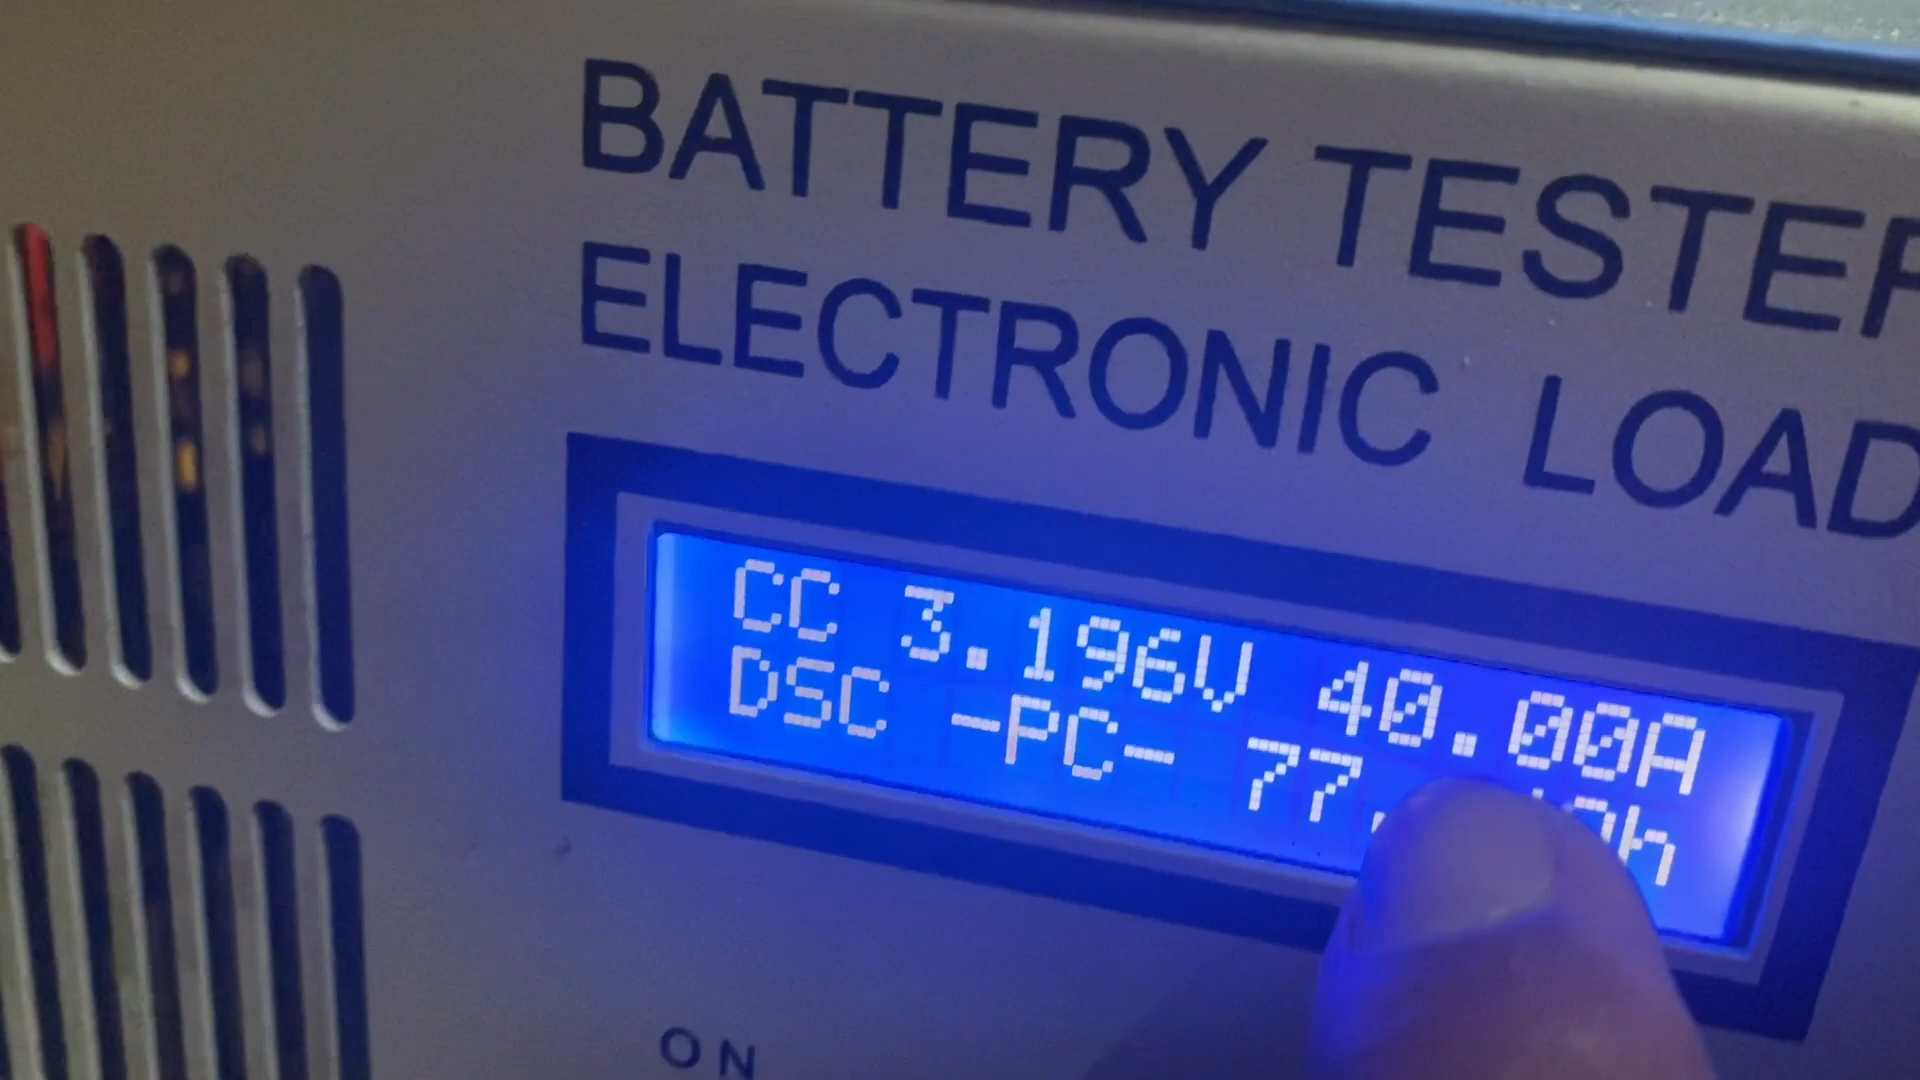 BATTERY TESTER
ELECTRONIC LOAD
CC 3.196V 40.00A
DSC -PC- 77.
ON